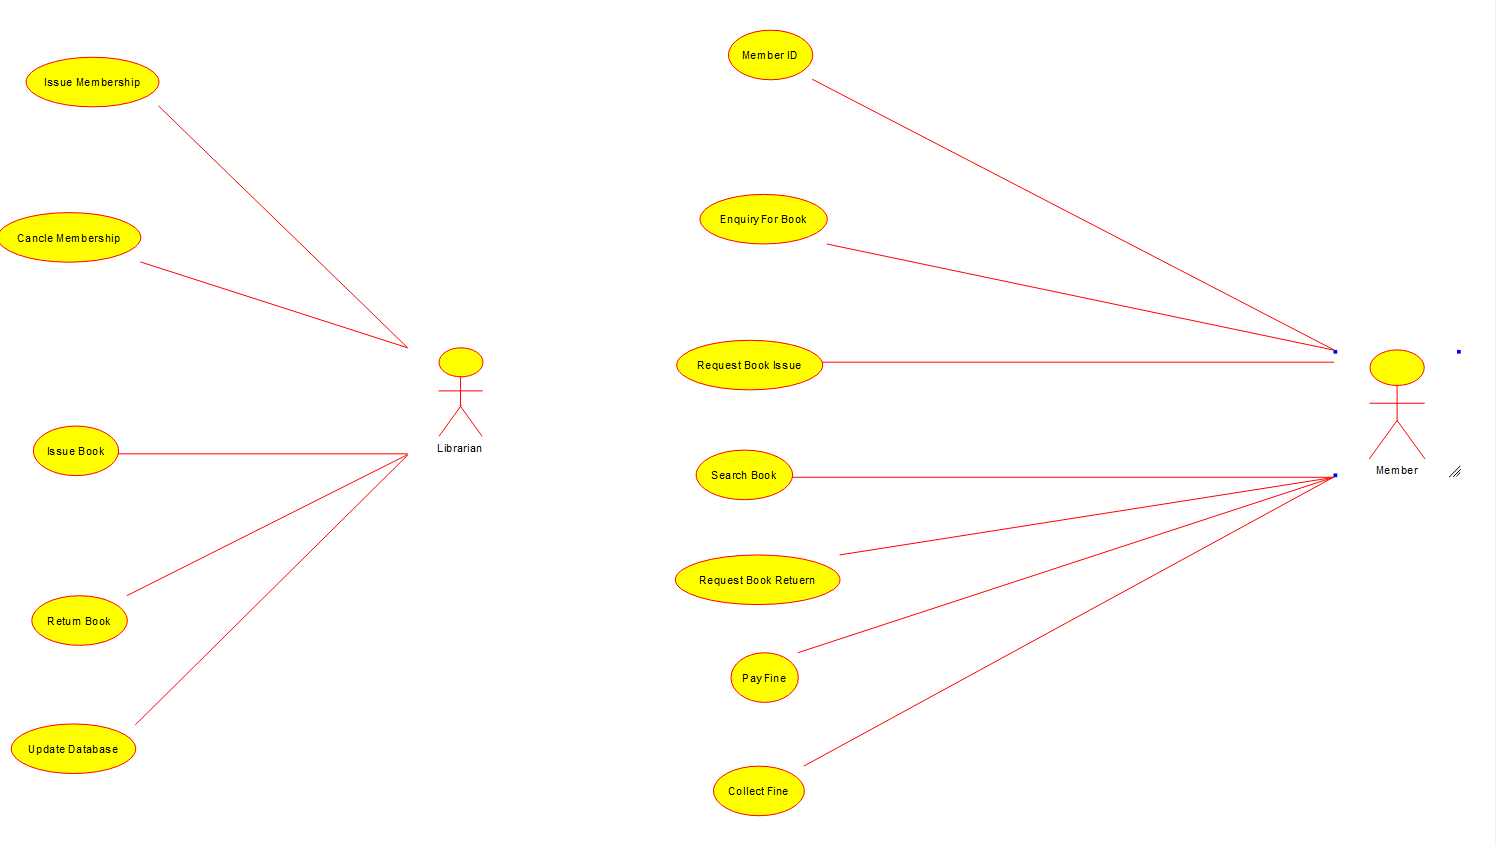 Issue Membership
Cancle Membership
Librarian
Issue Book
Return Book
Update Database
Member ID
Enquiry For Book
Request Book Issue
Member
Search Book
Request Book Retuern
Pay Fine
Collect Fine